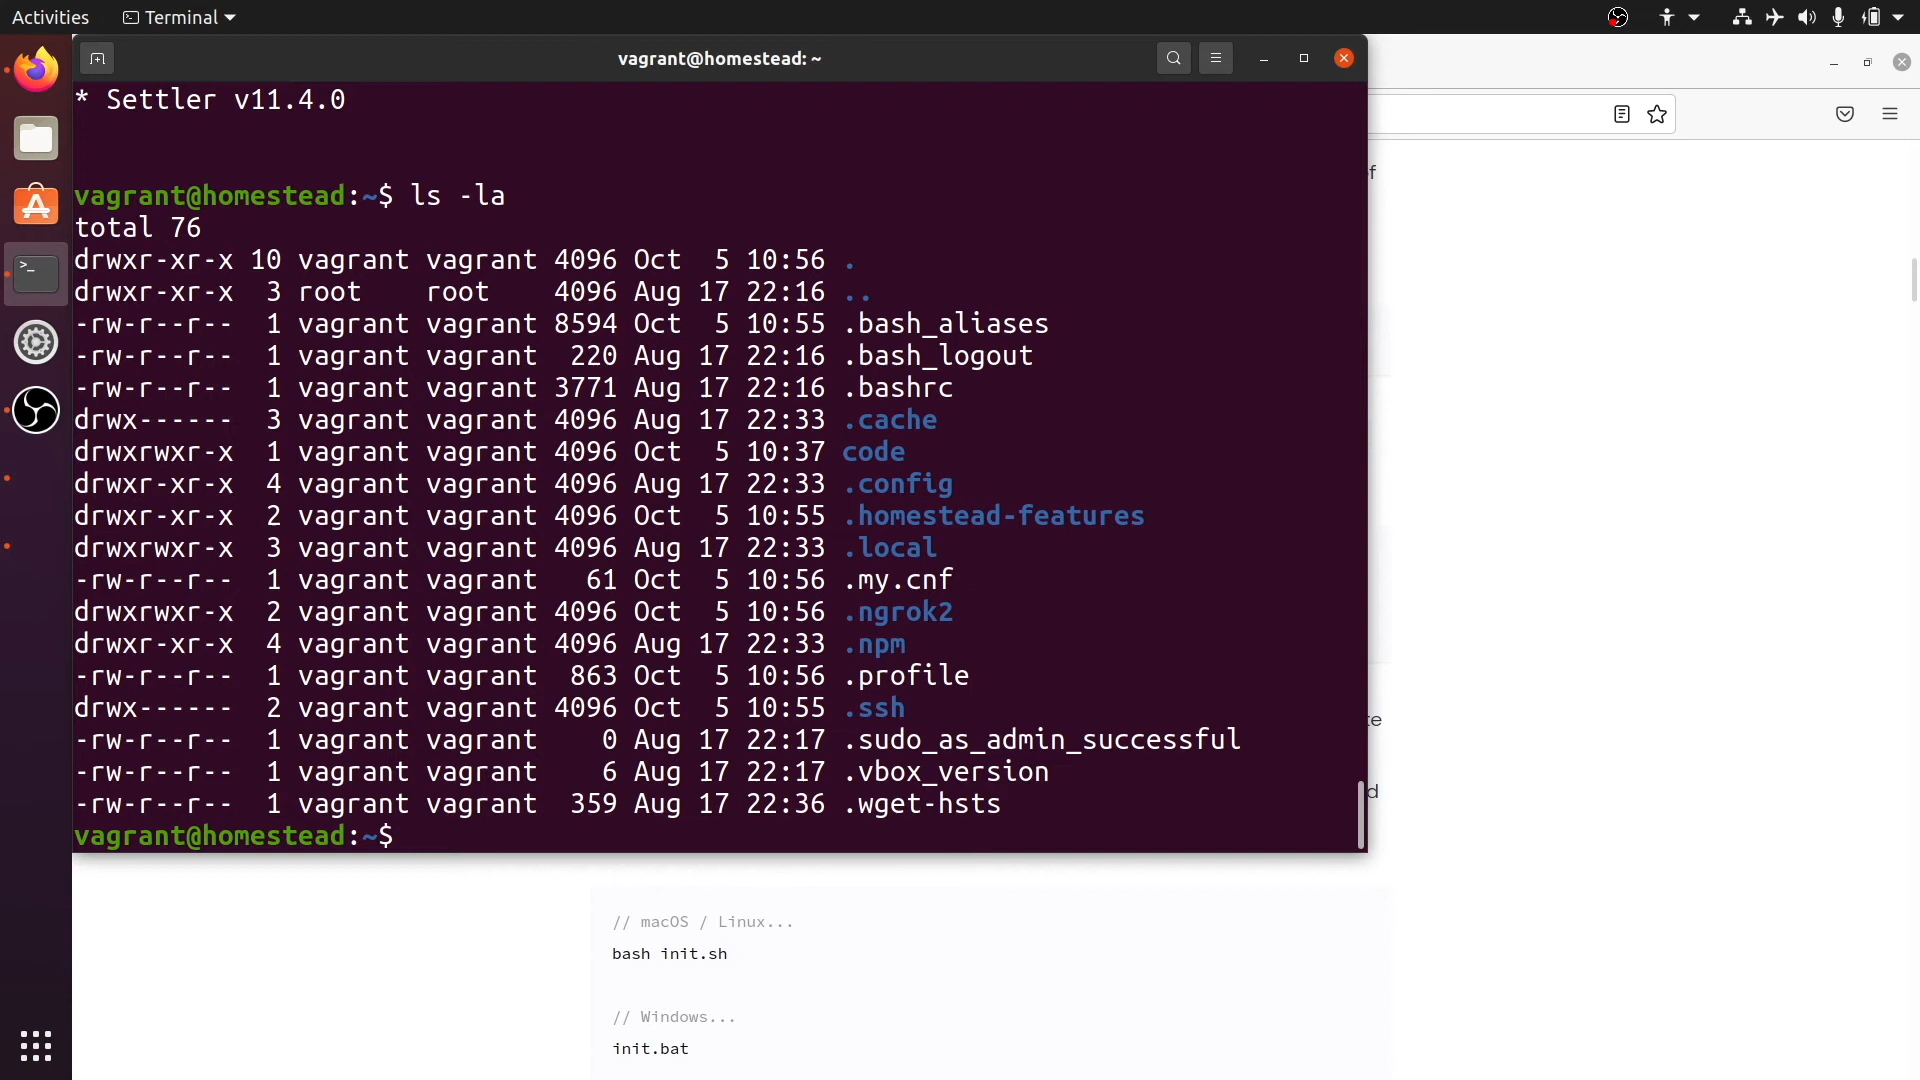 Activities Terminal
vagrant@homestead: ~
* Settler v11.4.0
vagrant@homestead:~$ ls -la
total 76
drwxr-xr-x 10 vagrant vagrant 4096 Oct  5 10:56 .
drwxr-xr-x  3 root    root    4096 Aug 17 22:16 ..
-rw-r--r--  1 vagrant vagrant 8594 Oct  5 10:55 .bash_aliases
-rw-r--r--  1 vagrant vagrant  220 Aug 17 22:16 .bash_logout
-rw-r--r--  1 vagrant vagrant 3771 Aug 17 22:16 .bashrc
drwx------  3 vagrant vagrant 4096 Aug 17 22:33 .cache
drwxrwxr-x  1 vagrant vagrant 4096 Oct  5 10:37 code
drwxr-xr-x  4 vagrant vagrant 4096 Aug 17 22:33 .config
drwxr-xr-x  2 vagrant vagrant 4096 Oct  5 10:55 .homestead-features
drwxrwxr-x  3 vagrant vagrant 4096 Aug 17 22:33 .local
-rw-r--r--  1 vagrant vagrant   61 Oct  5 10:56 .my.cnf
drwxrwxr-x  2 vagrant vagrant 4096 Oct  5 10:56 .ngrok2
drwxr-xr-x  4 vagrant vagrant 4096 Aug 17 22:33 .npm
-rw-r--r--  1 vagrant vagrant  863 Oct  5 10:56 .profile
drwx------  2 vagrant vagrant 4096 Oct  5 10:55 .ssh
-rw-r--r--  1 vagrant vagrant    0 Aug 17 22:17 .sudo_as_admin_successful
-rw-r--r--  1 vagrant vagrant    6 Aug 17 22:17 .vbox_version
-rw-r--r--  1 vagrant vagrant  359 Aug 17 22:36 .wget-hsts
vagrant@homestead:~$
// macOS / Linux...
bash init.sh
// Windows...
init.bat